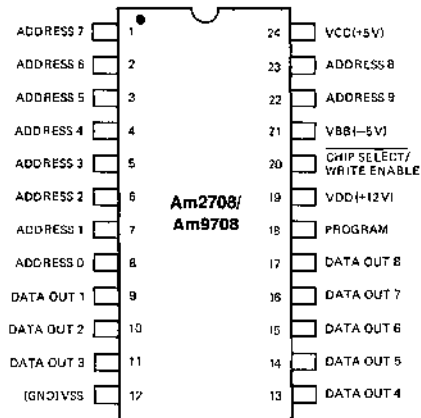 ADDRESS 7 1 24 VCC(+5V)
ADDRESS 6 2 23 ADDRESS 8
ADDRESS 5 3 22 ADDRESS 9
ADDRESS 4 4 21 VBB(−5V)
ADDRESS 3 5 20 CHIP SELECT/
WRITE ENABLE
ADDRESS 2 6 19 VDD(+12V)
Am2708/
Am9708
ADDRESS 1 7 18 PROGRAM
ADDRESS 0 8 17 DATA OUT 8
DATA OUT 1 9 16 DATA OUT 7
DATA OUT 2 10 15 DATA OUT 6
DATA OUT 3 11 14 DATA OUT 5
(GND)VSS 12 13 DATA OUT 4